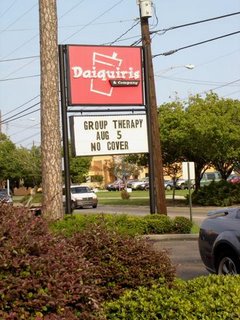 Daiquiris
& Company
GROUP THERAPY
AUG 5
NO COVER